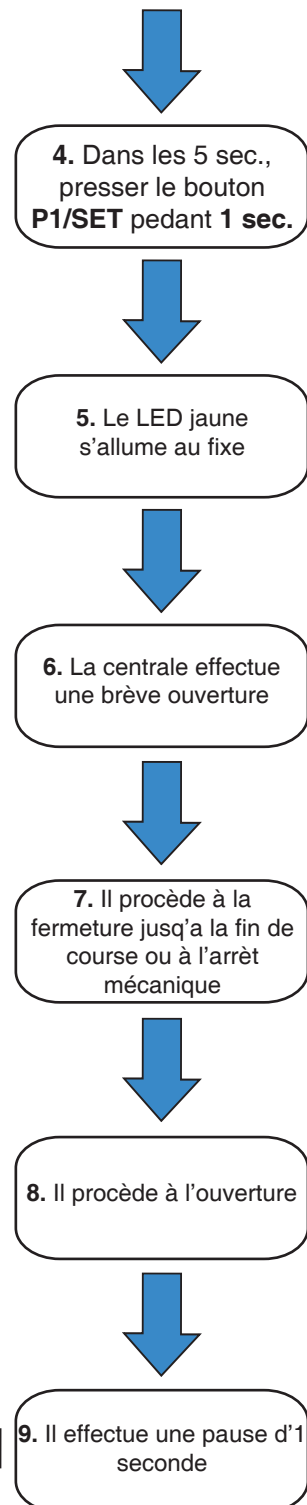 4. Dans les 5 sec.,
presser le bouton
P1/SET pedant 1 sec.
5. Le LED jaune
s’allume au fixe
6. La centrale effectue
une brève ouverture
7. Il procède à la
fermeture jusq’a la fin de
course ou à l’arrèt
mécanique
8. Il procède à l’ouverture
9. Il effectue une pause d’1
seconde